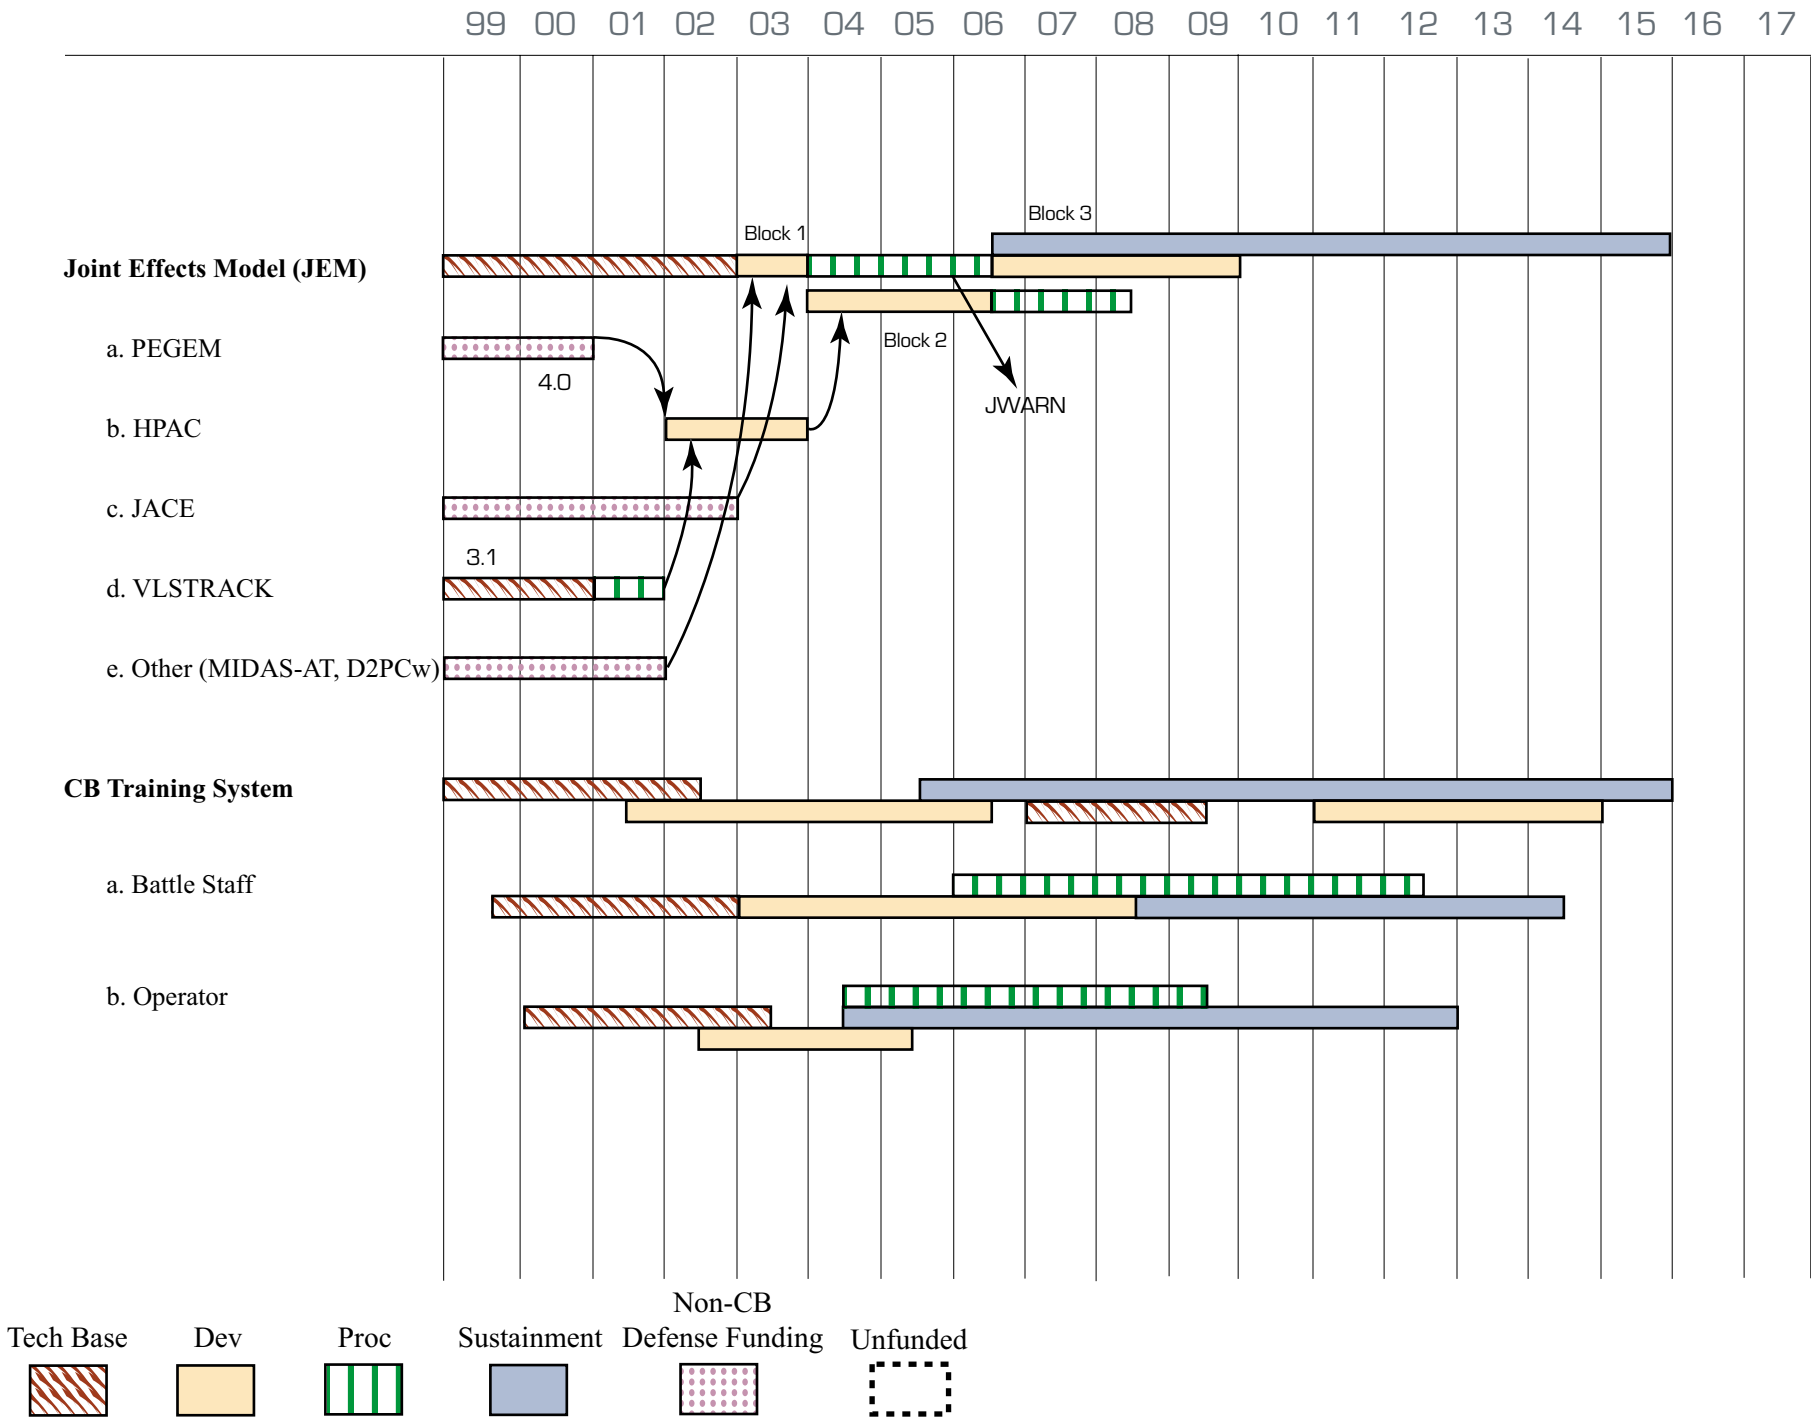 99 00 01 02 03 04 05 06 07 08 09 10 11 12 13 14 15 16 17
Block 3
Block 1
Joint Effects Model (JEM)
Block 2
a. PEGEM
4.0
JWARN
b. HPAC
c. JACE
3.1
d. VLSTRACK
e. Other (MIDAS-AT, D2PCw)
CB Training System
a. Battle Staff
b. Operator
Non-CB
Tech Base Dev Proc Sustainment Defense Funding Unfunded